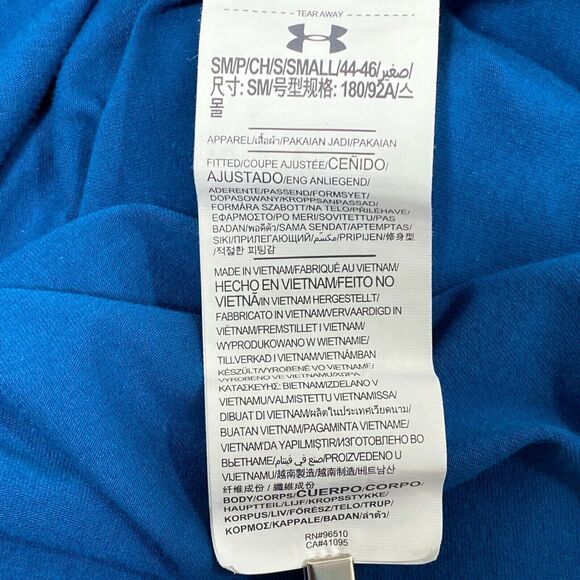 TEAR AWAY
SM/P/CH/S/SMALL/44-46/صغير/
尺寸: SM/号型规格: 180/92A/스
몰
APPAREL/เสื้อผ้า/PAKAIAN JADI/PAKAIAN
FITTED/COUPE AJUSTÉE/CEÑIDO/
AJUSTADO/ENG ANLIEGEND/
ADERENTE/PASSEND/FORMSYET/
DOPASOWANY/KROPPSANPASSAD/
FORMÁRA SZABOTT/NA TELO/PŘILÉHAVÉ/
ΕΦΑΡΜΟΣΤΟ/PO MERI/SOVITETTU/PAS
BADAN/พอดีตัว/SAMA SENDAT/APTEMPTAS/
SIKI/ПРИЛЕГАЮЩИЙ/مكسّم/PRIPIJEN/修身型
/적절한 피팅감
MADE IN VIETNAM/FABRIQUÉ AU VIETNAM/
HECHO EN VIETNAM/FEITO NO
VIETNÃ/IN VIETNAM HERGESTELLT/
FABBRICATO IN VIETNAM/VERVAARDIGD IN
VIETNAM/FREMSTILLET I VIETNAM/
WYPRODUKOWANO W WIETNAMIE/
TILLVERKAD I VIETNAM/VIETNÁMBAN
KÉSZÜLT/VYROBENÉ VO VIETNAME/
VYROBENO VE VIETNAMU/ΧΩΡΑ
ΚΑΤΑΣΚΕΥΗΣ: ΒΙΕΤΝΑΜ/IZDELANO V
VIETNAMU/VALMISTETTU VIETNAMISSA/
DIBUAT DI VIETNAM/ผลิตในประเทศเวียดนาม/
BUATAN VIETNAM/PAGAMINTA VIETNAME/
VIETNAM'DA YAPILMIŞTIR/ИЗГОТОВЛЕНО ВО
ВЬЕТНАМЕ/صنع في فيتنام/PROIZVEDENO U
VIJETNAMU/越南製造/越南制造/베트남산
纤维成份 / 纖維成份
BODY/CORPS/CUERPO/CORPO/
HAUPTTEIL/HJKROP/KROPPSSTYKKE/
KORPUS/LIV/FŐRÉSZ/TELO/TRUP/
ΚΟΡΜΟΣ/KAPPALE/BADAN/ลำตัว/
RN#96510
CA#41095